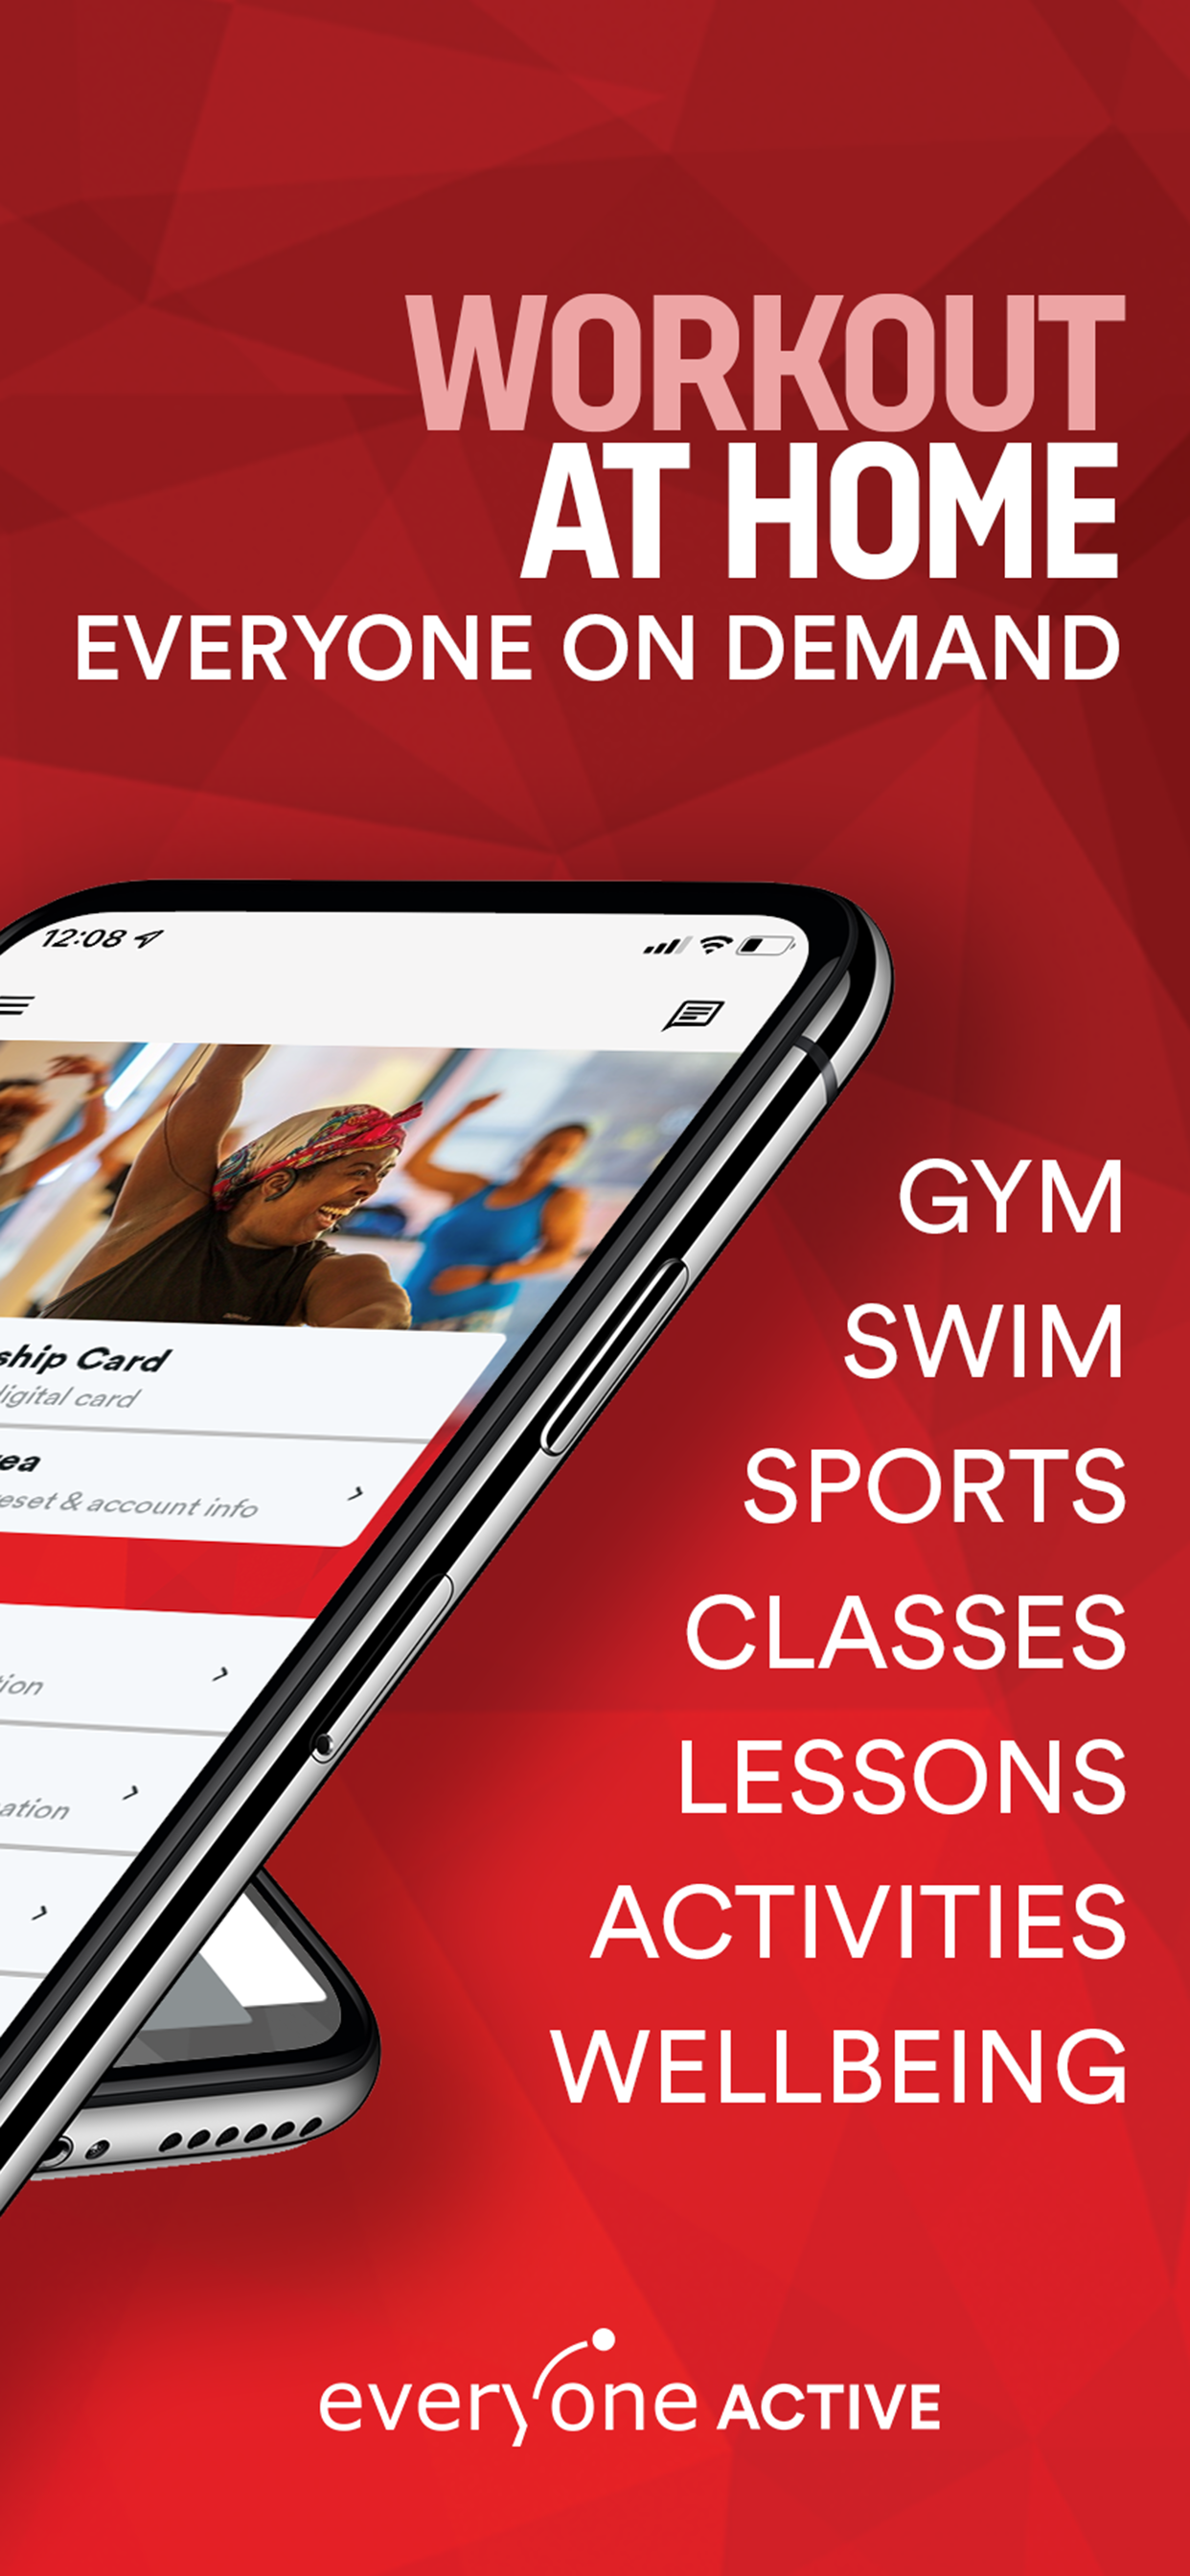 WORKOUT
AT HOME
EVERYONE ON DEMAND
12:08
ship Card
digital card
ea
eset & account info
ion
ation
GYM
SWIM
SPORTS
CLASSES
LESSONS
ACTIVITIES
WELLBEING
everyone ACTIVE